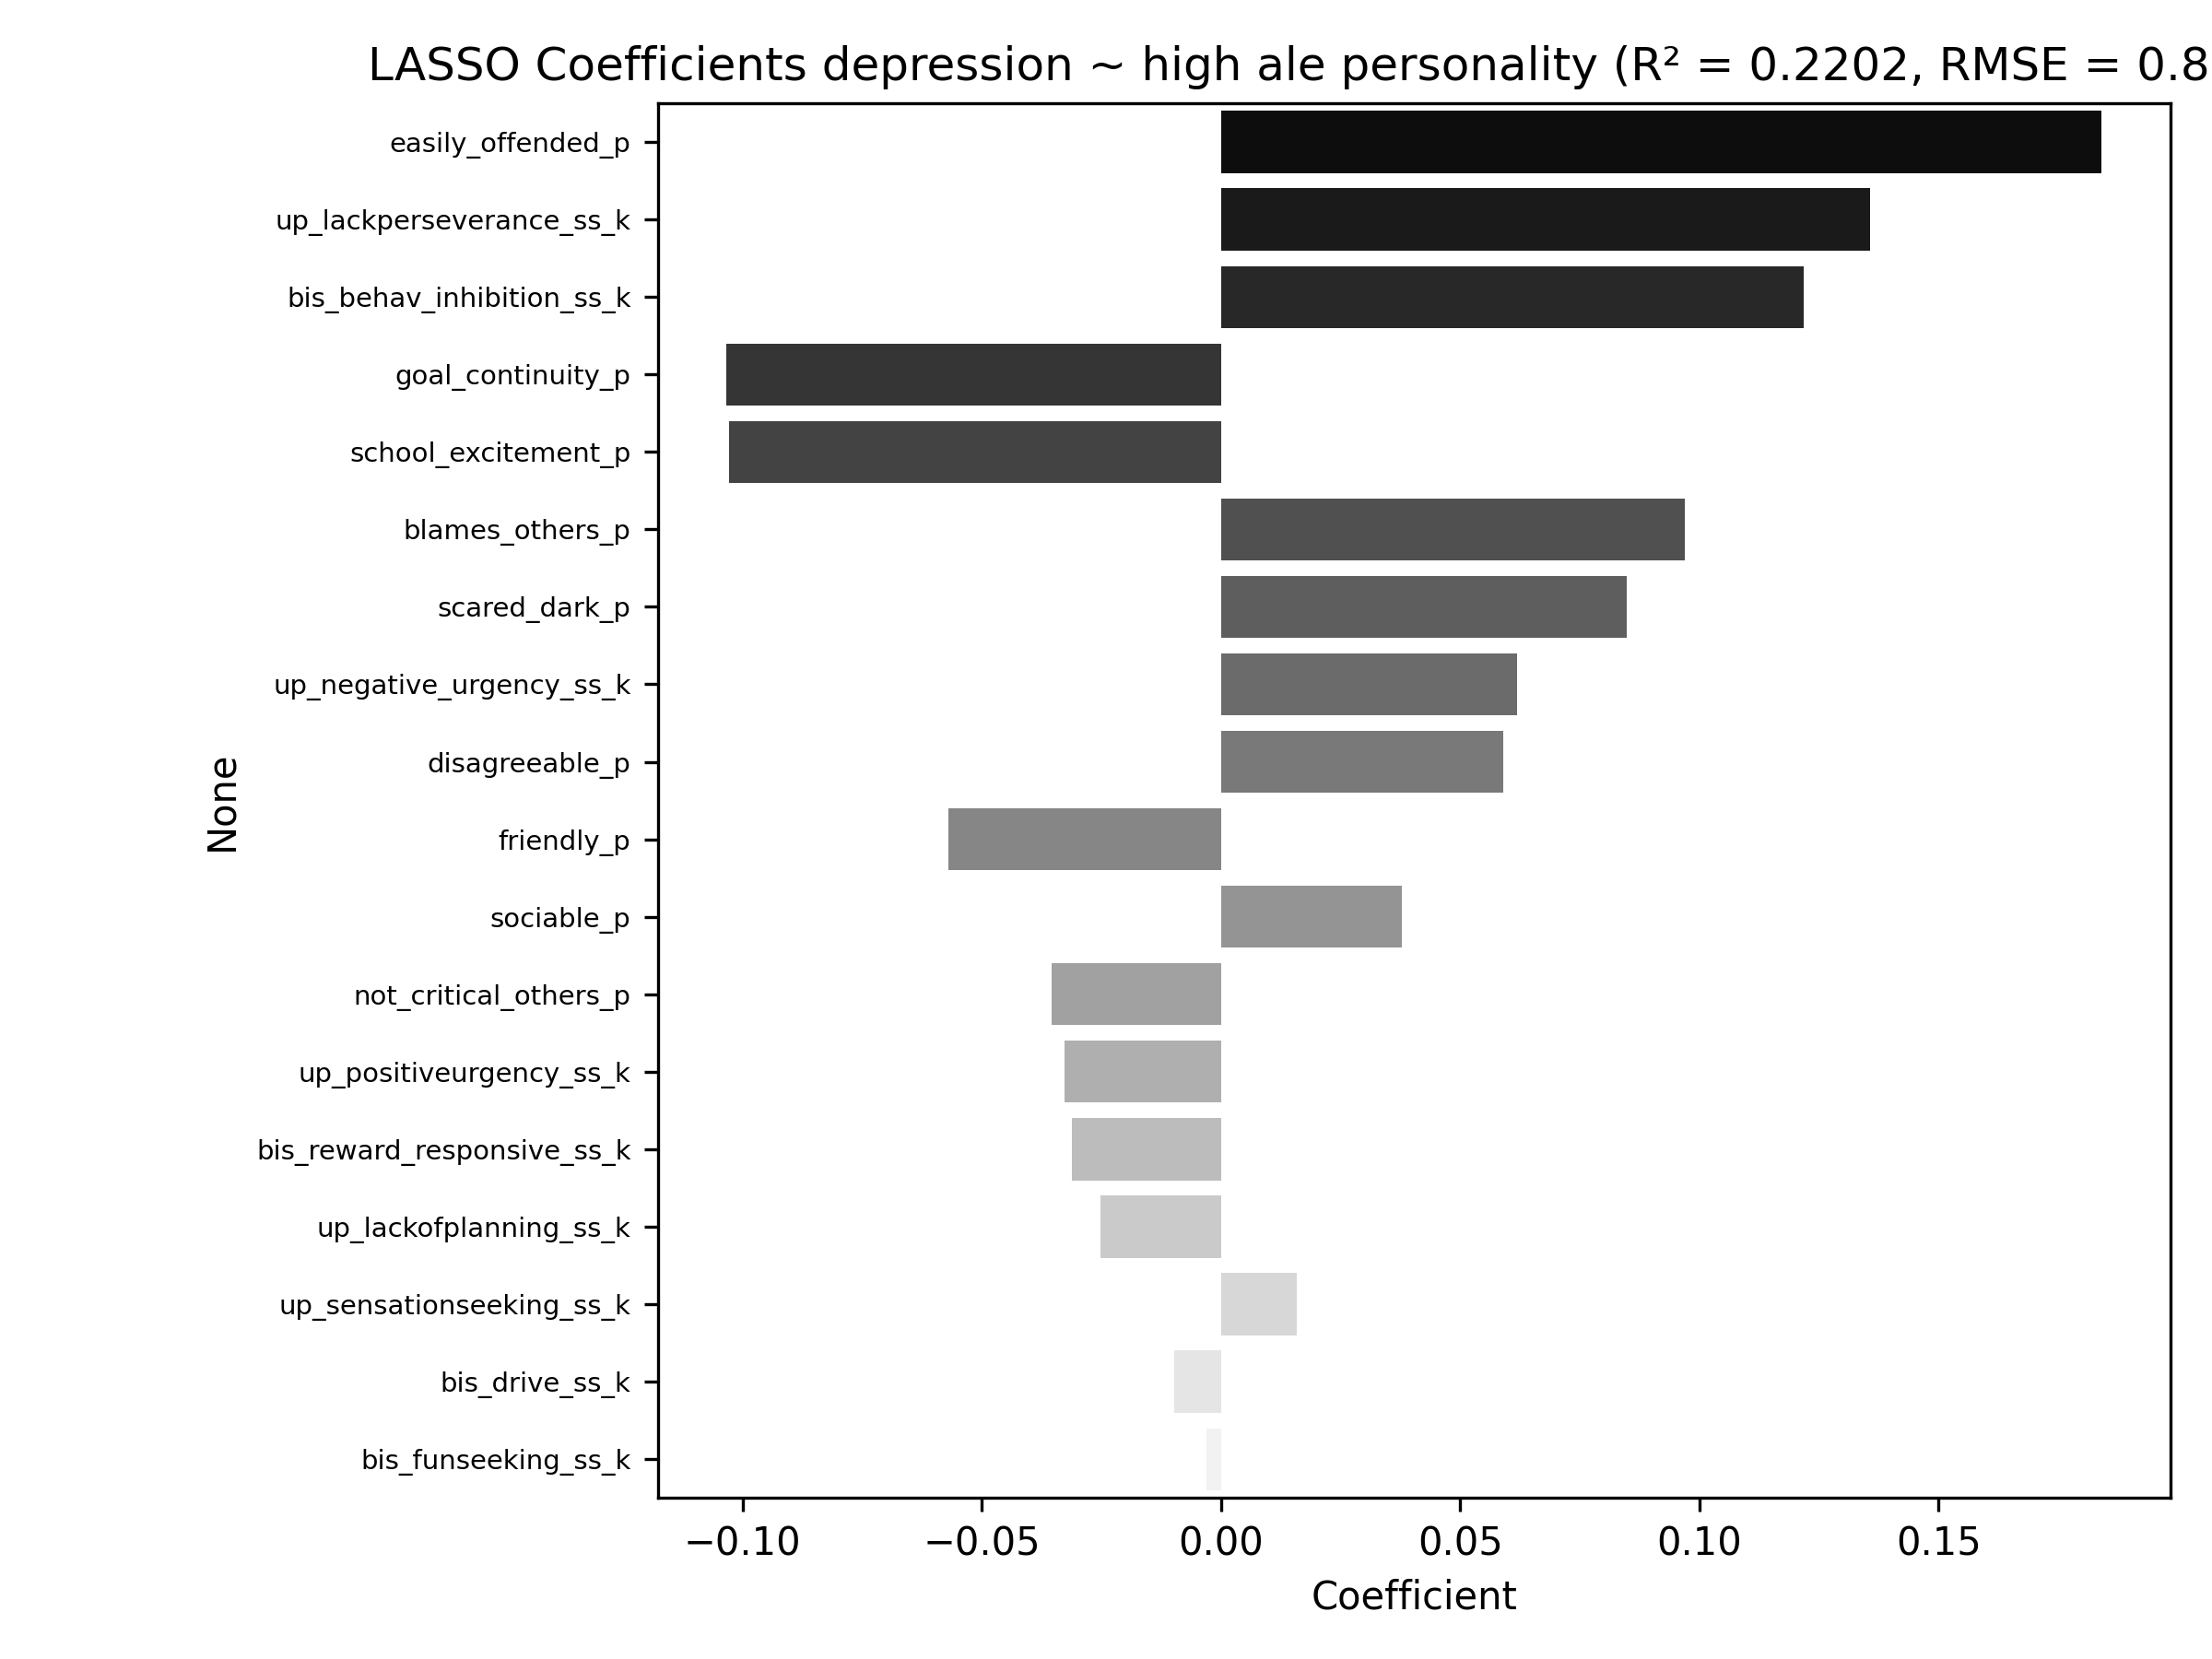 LASSO Coefficients depression ~ high ale personality (R² = 0.2202, RMSE = 0.8
easily_offended_p
up_lackperseverance_ss_k
bis_behav_inhibition_ss_k
goal_continuity_p
school_excitement_p
blames_others_p
scared_dark_p
up_negative_urgency_ss_k
disagreeable_p
friendly_p
sociable_p
not_critical_others_p
up_positiveurgency_ss_k
bis_reward_responsive_ss_k
up_lackofplanning_ss_k
up_sensationseeking_ss_k
bis_drive_ss_k
bis_funseeking_ss_k
None
−0.10 −0.05 0.00 0.05 0.10 0.15
Coefficient